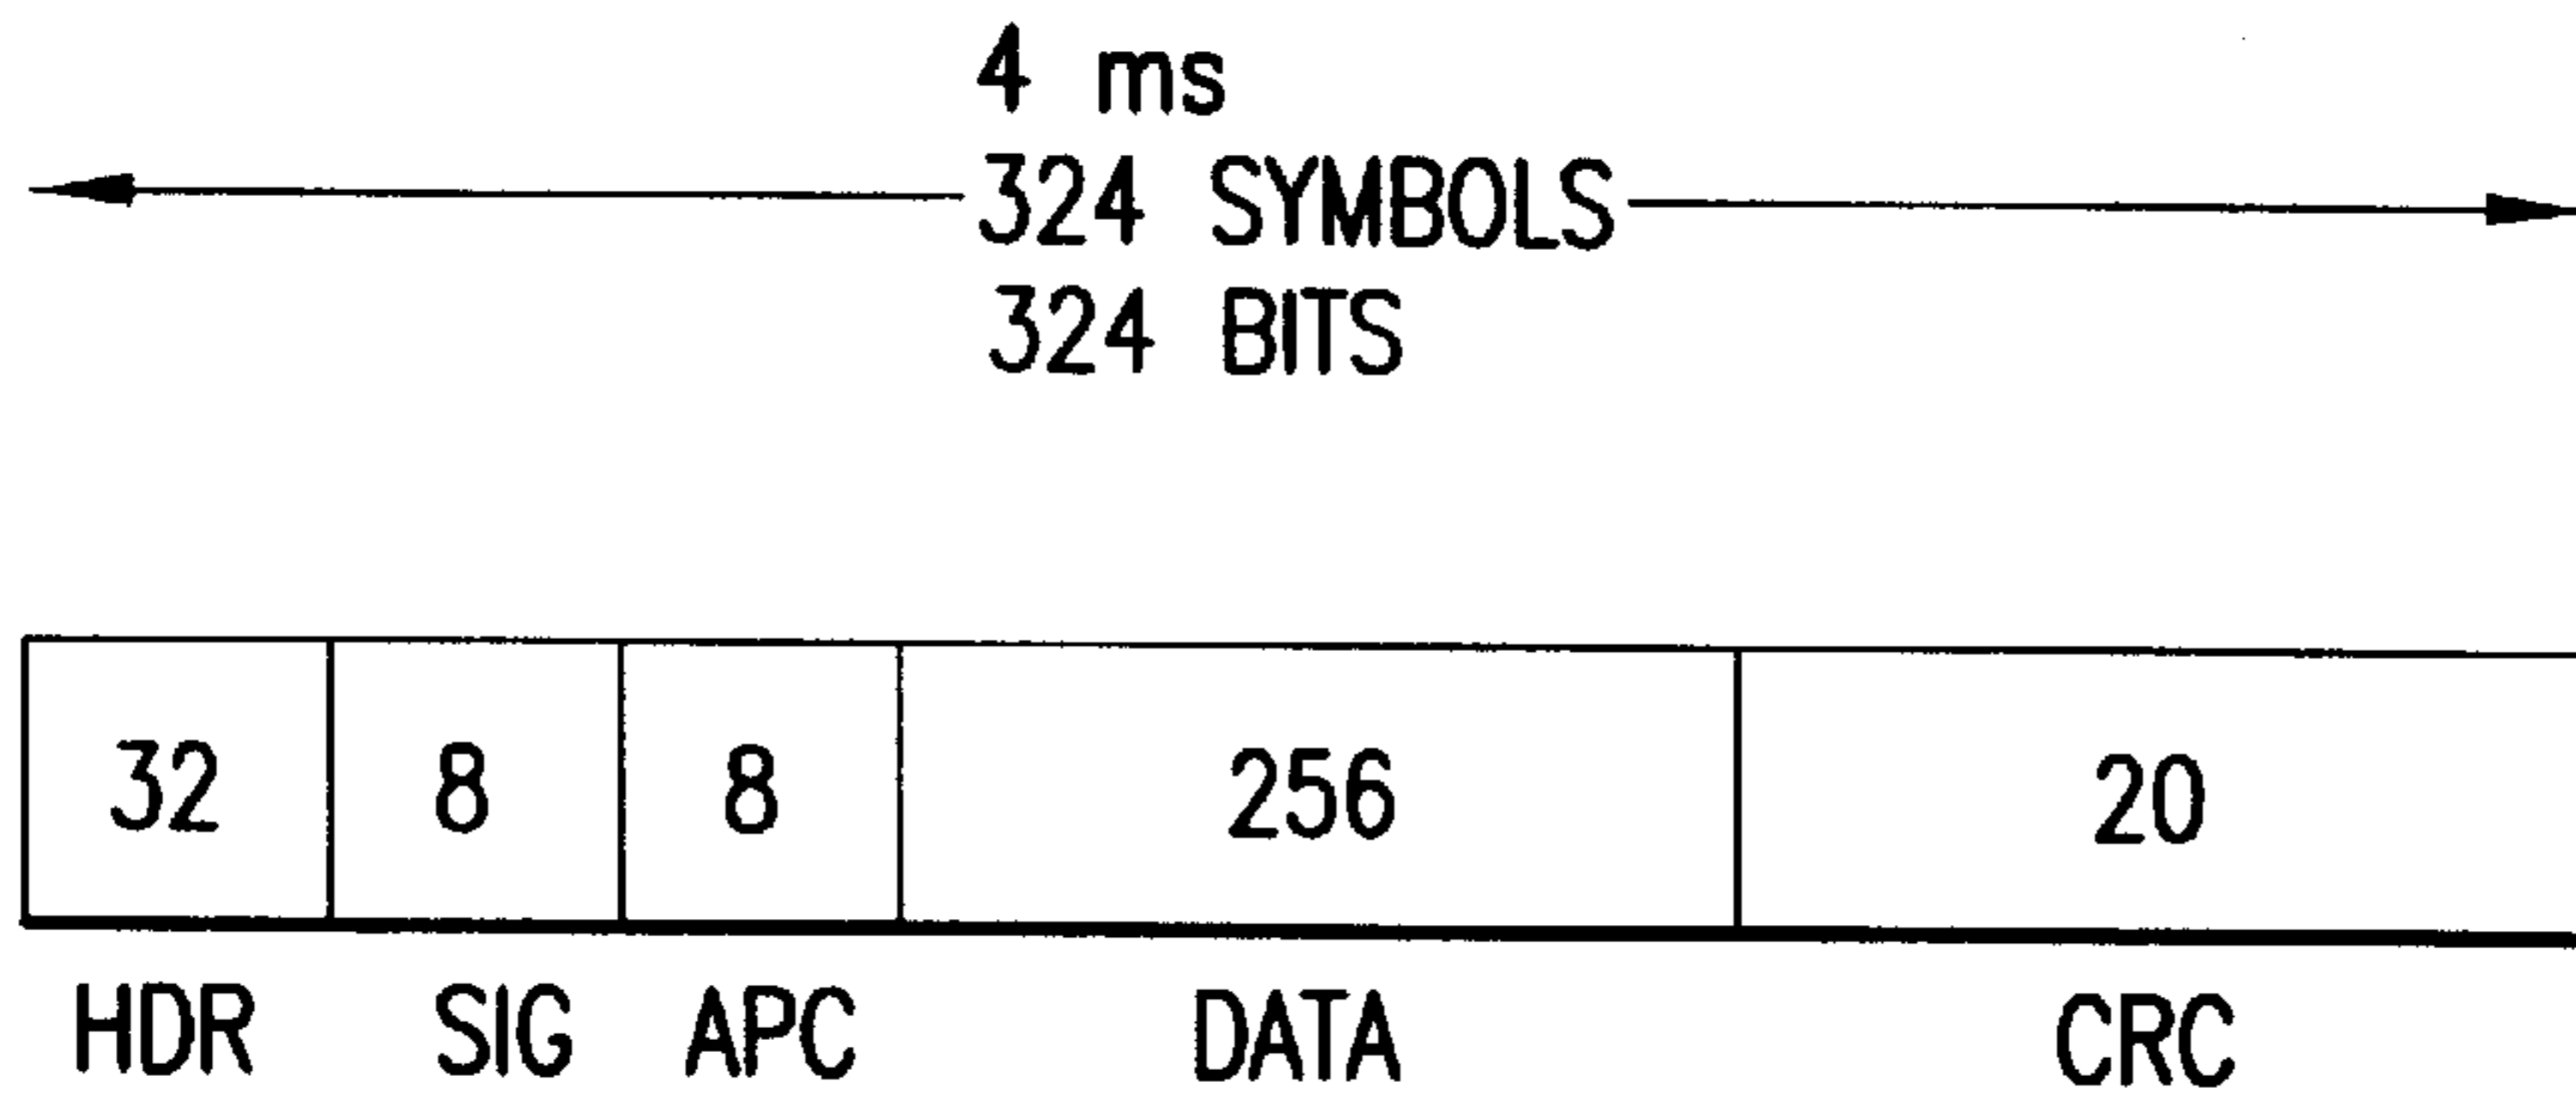 4 ms
324 SYMBOLS
324 BITS
32 8 8 256 20
HDR SIG APC DATA CRC